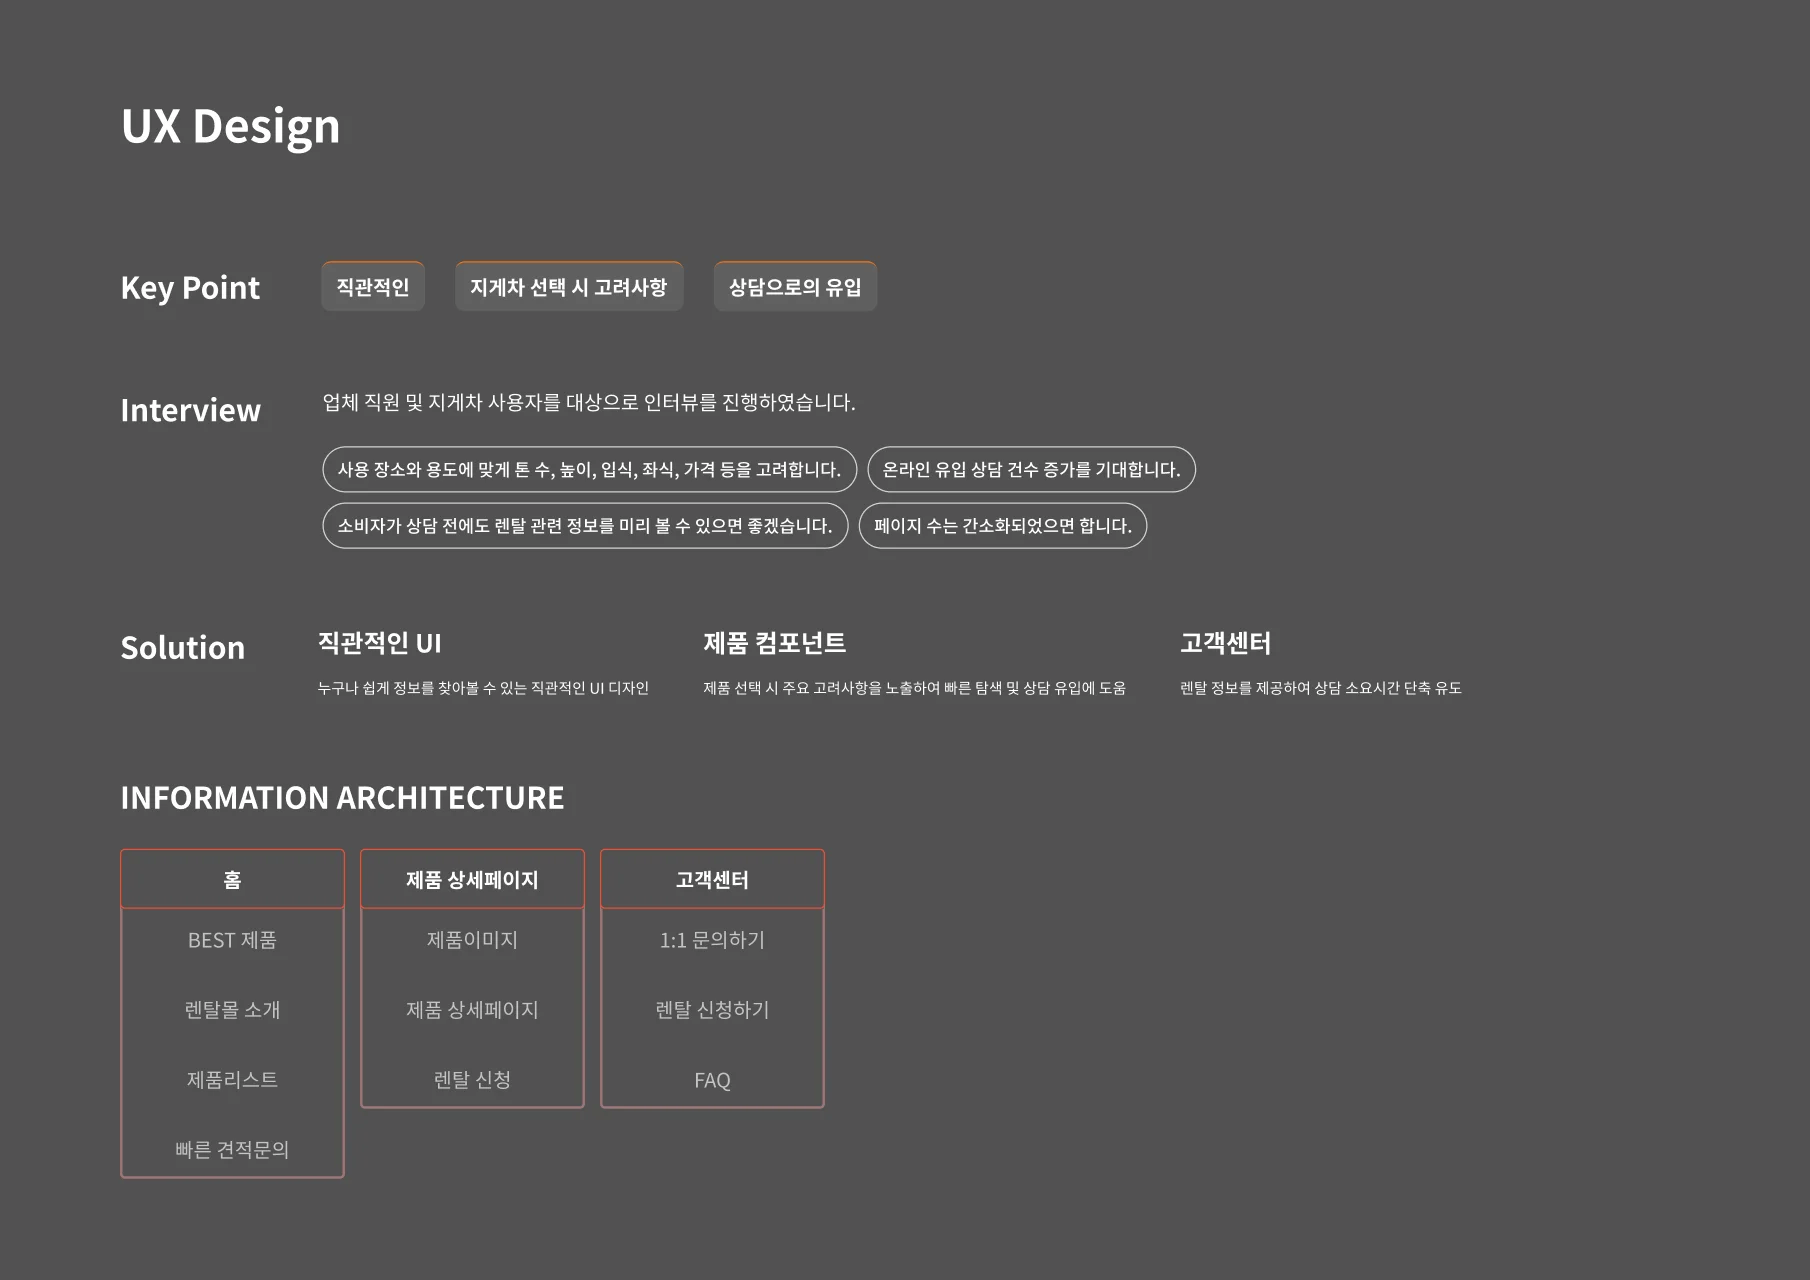 UX Design
Key Point
직관적인
지게차 선택 시 고려사항
상담으로의 유입
Interview
업체 직원 및 지게차 사용자를 대상으로 인터뷰를 진행하였습니다.
사용 장소와 용도에 맞게 톤 수, 높이, 입식, 좌식, 가격 등을 고려합니다.
온라인 유입 상담 건수 증가를 기대합니다.
소비자가 상담 전에도 렌탈 관련 정보를 미리 볼 수 있으면 좋겠습니다.
페이지 수는 간소화되었으면 합니다.
Solution
직관적인 UI
누구나 쉽게 정보를 찾아볼 수 있는 직관적인 UI 디자인
제품 컴포넌트
제품 선택 시 주요 고려사항을 노출하여 빠른 탐색 및 상담 유입에 도움
고객센터
렌탈 정보를 제공하여 상담 소요시간 단축 유도
INFORMATION ARCHITECTURE
홈
BEST 제품
렌탈몰 소개
제품리스트
빠른 견적문의
제품 상세페이지
제품이미지
제품 상세페이지
렌탈 신청
고객센터
1:1 문의하기
렌탈 신청하기
FAQ